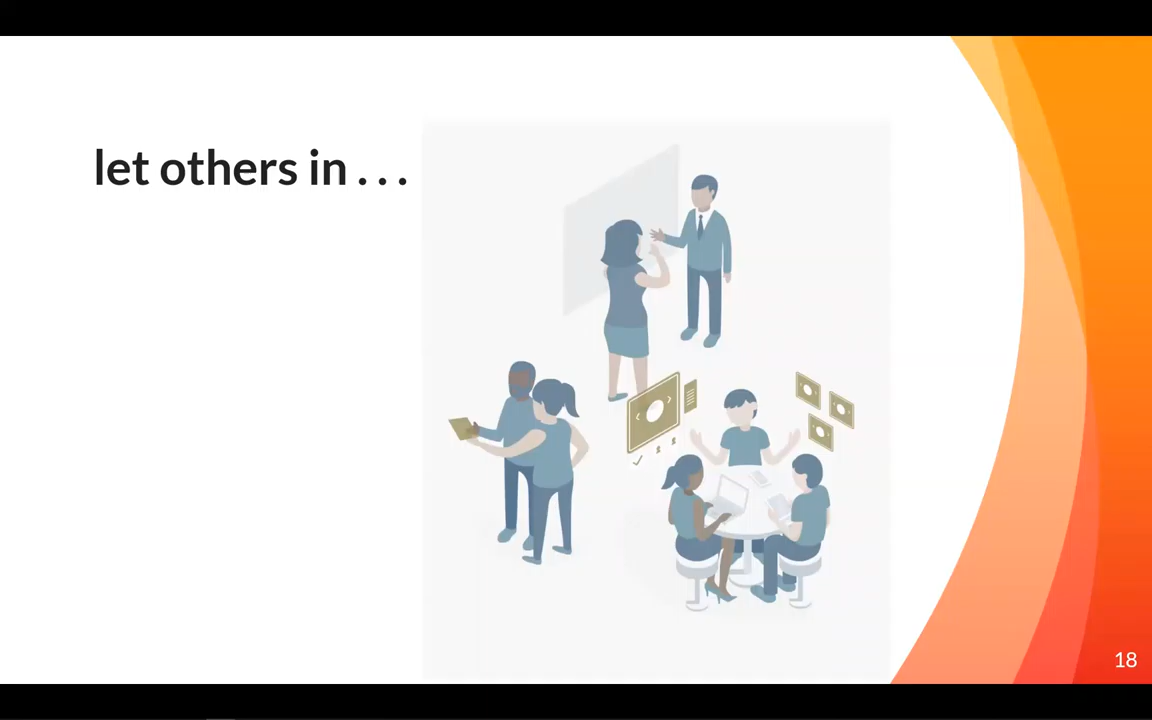 let others in . . .
18